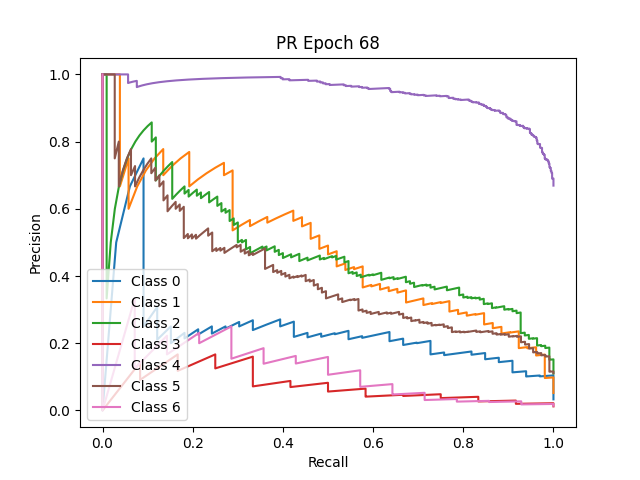 PR Epoch 68
Precision
1.0
0.8
0.6
0.4
0.2
0.0
Class 0
Class 1
Class 2
Class 3
Class 4
Class 5
Class 6
0.0 0.2 0.4 0.6 0.8 1.0
Recall